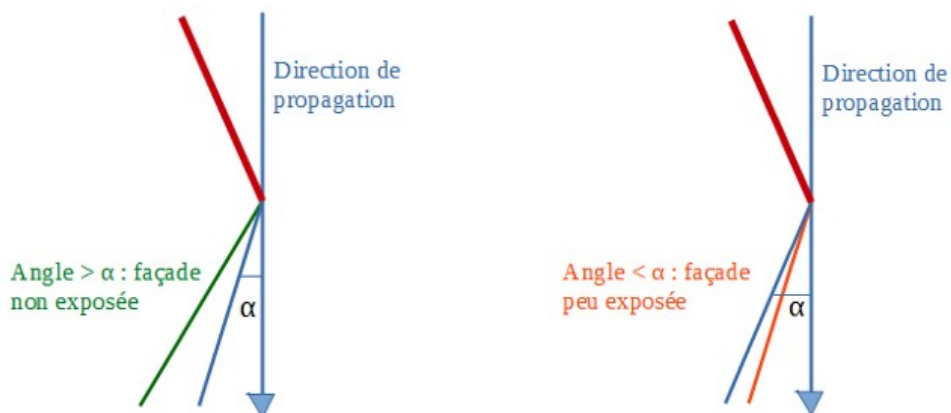 Direction de
propagation
Angle > α : façade
non exposée
α
Direction de
propagation
Angle < α : façade
peu exposée
α